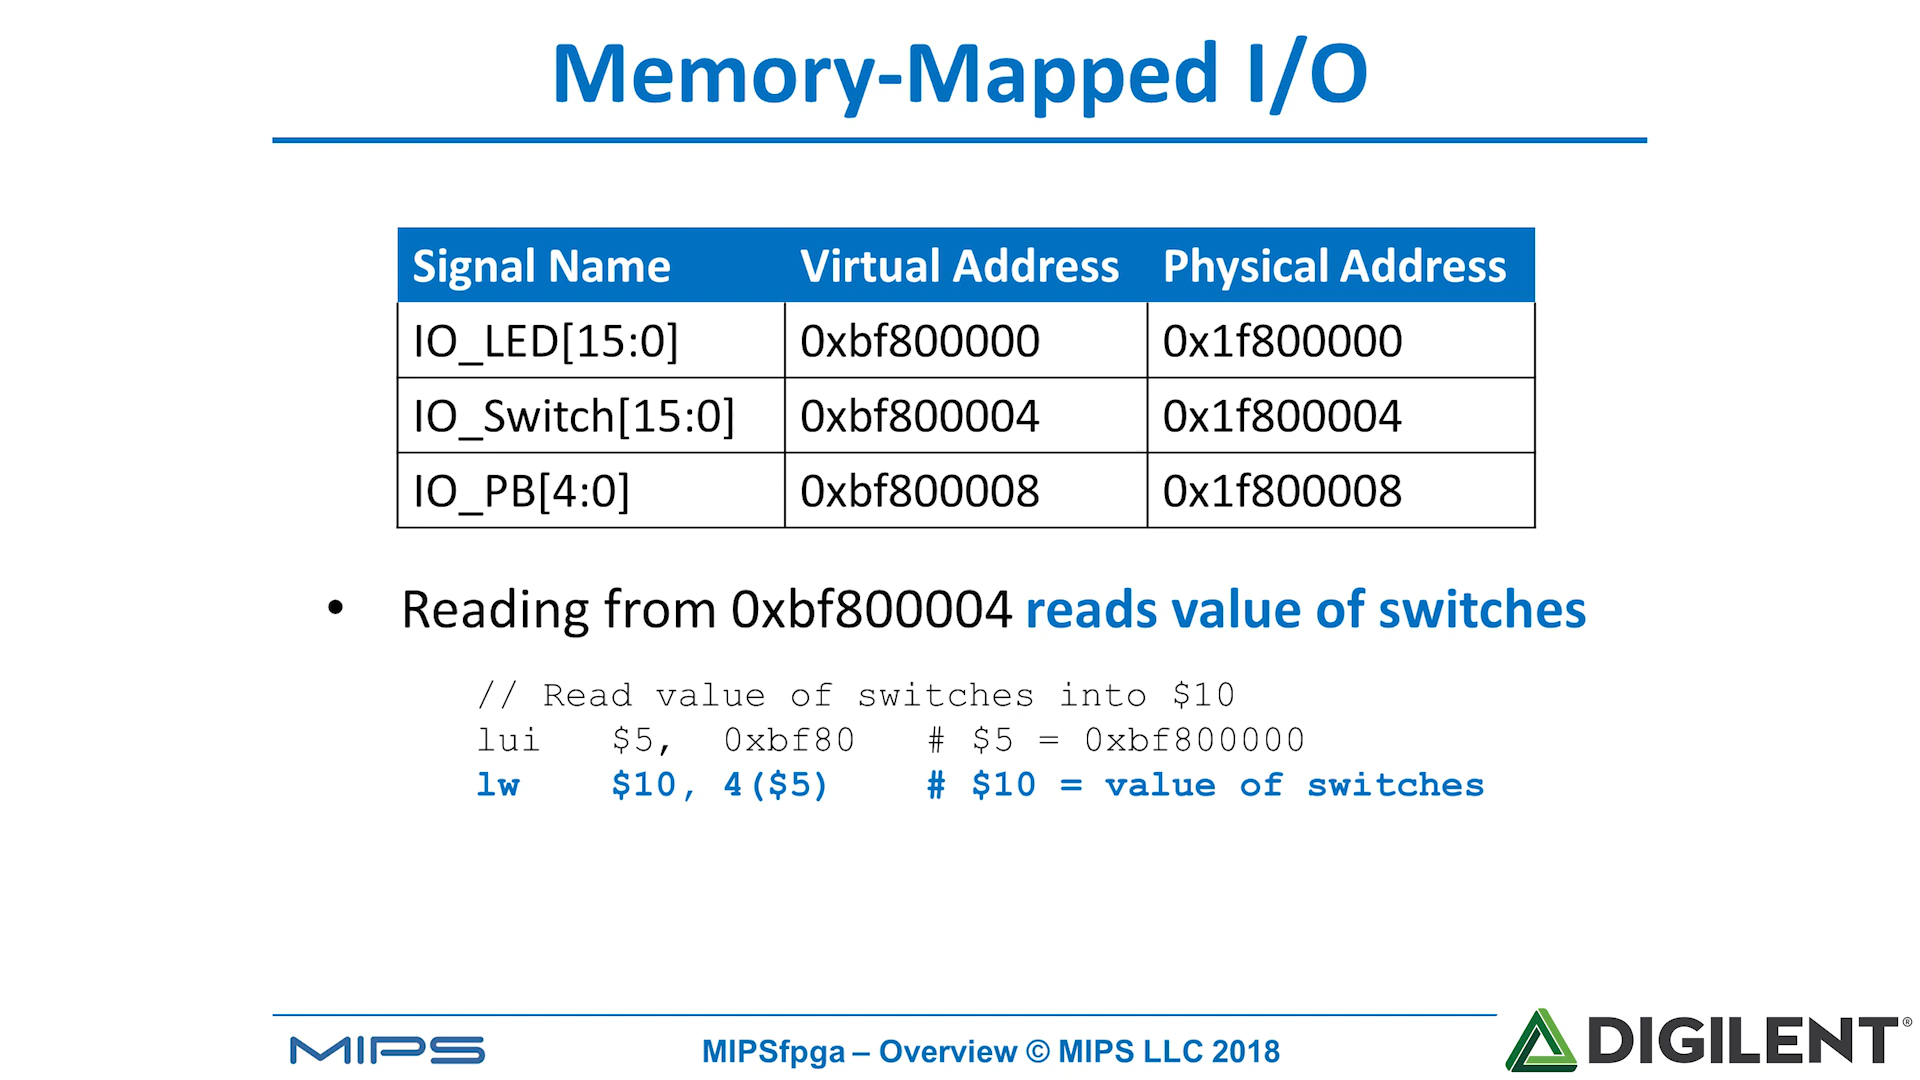 Memory-Mapped I/O
Signal Name Virtual Address Physical Address
IO_LED[15:0] 0xbf800000 0x1f800000
IO_Switch[15:0] 0xbf800004 0x1f800004
IO_PB[4:0] 0xbf800008 0x1f800008
• Reading from 0xbf800004 reads value of switches
// Read value of switches into $10
lui $5, 0xbf80 # $5 = 0xbf800000
lw $10, 4($5) # $10 = value of switches
MIPS MIPSfpga – Overview © MIPS LLC 2018 DIGILENT®